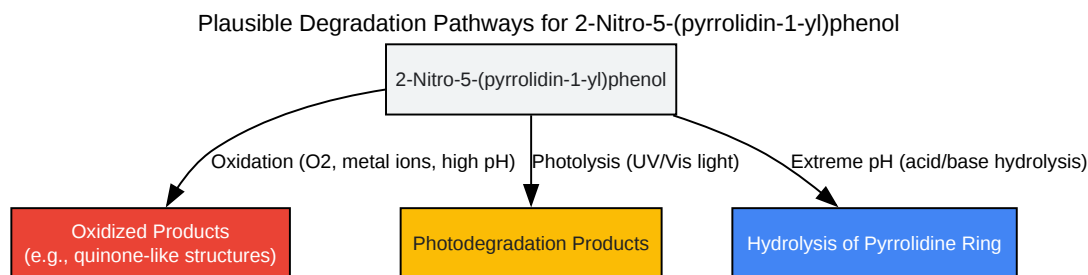 Plausible Degradation Pathways for 2-Nitro-5-(pyrrolidin-1-yl)phenol
2-Nitro-5-(pyrrolidin-1-yl)phenol
Oxidation (O2, metal ions, high pH)
Photolysis (UV/Vis light)
Extreme pH (acid/base hydrolysis)
Oxidized Products
(e.g., quinone-like structures)
Photodegradation Products
Hydrolysis of Pyrrolidine Ring